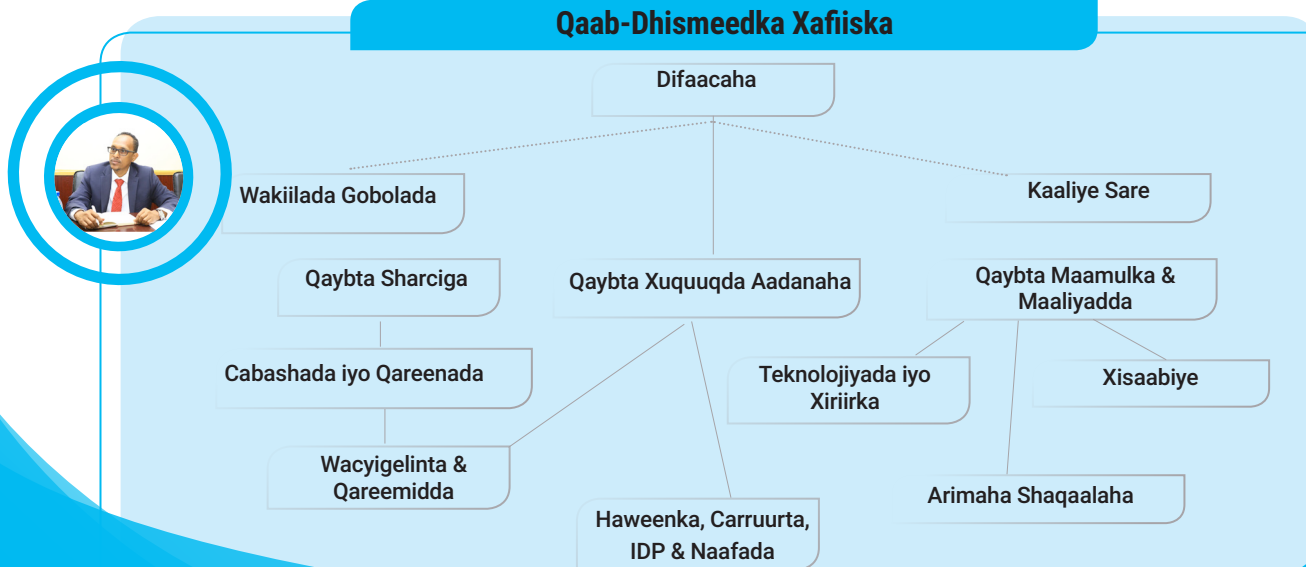 Qaab-Dhismeedka Xafiiska
Difaacaha
Wakiilada Gobolada
Kaaliye Sare
Qaybta Sharciga
Qaybta Xuquuqda Aadanaha
Qaybta Maamulka &
Maaliyadda
Cabashada iyo Qareenada
Teknolojiyada iyo
Xiriirka
Xisaabiye
Wacyigelinta &
Qareemidda
Arimaha Shaqaalaha
Haweenka, Carruurta,
IDP & Naafada